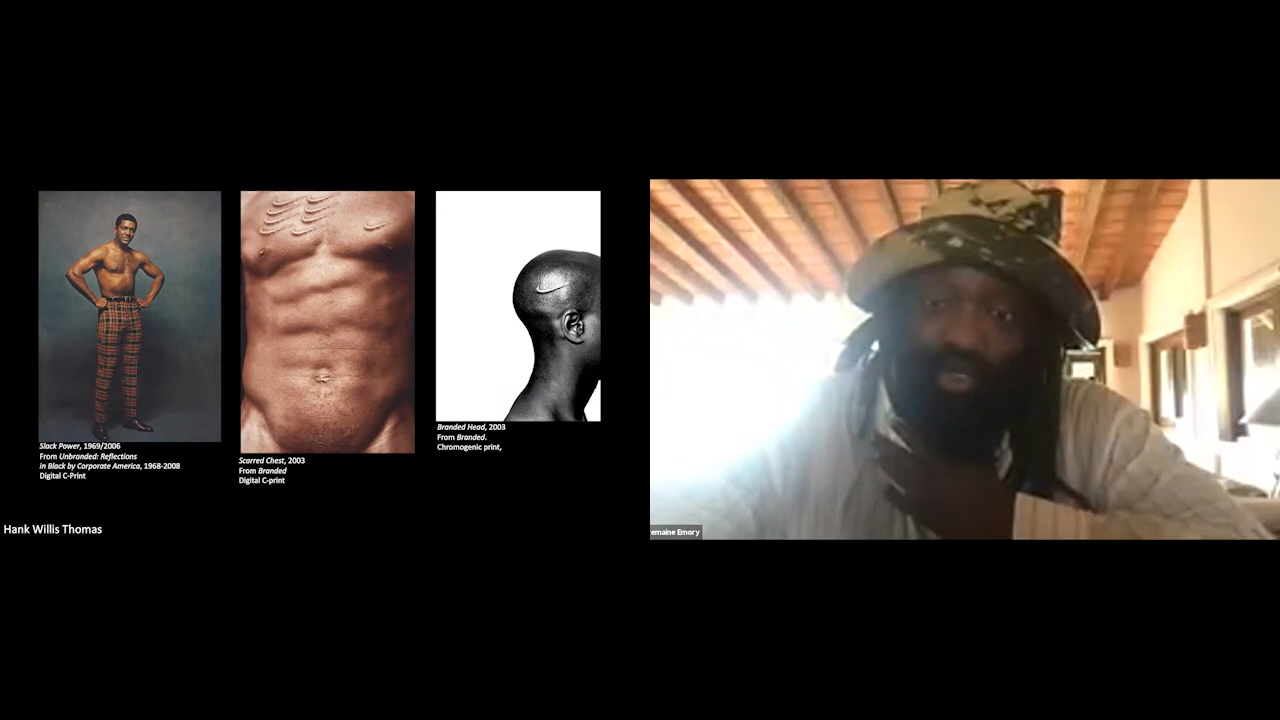 Slack Power, 1969/2006
From Unbranded: Reflections
in Black by Corporate America, 1968-2008
Digital C-Print
Scarred Chest, 2003
From Branded
Digital C-print
Branded Head, 2003
From Branded.
Chromogenic print,
Hank Willis Thomas
emaine Emory